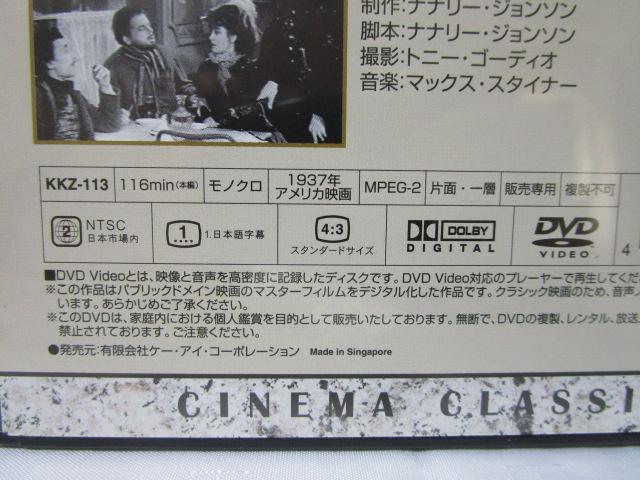 制作：ナナリー・ジョンソン
脚本：ナナリー・ジョンソン
撮影：トニー・ゴーディオ
音楽：マックス・スタイナー
KKZ-113 116min(本編) モノクロ 1937年 アメリカ映画 MPEG-2 片面・一層 販売専用 複製不可
2 NTSC 日本市場内 1 1.日本語字幕 4:3 スタンダードサイズ DOLBY DIGITAL DVD VIDEO 4
■DVD Videoとは、映像と音声を高密度に記録したディスクです。DVD Video対応のプレーヤーで再生してくだ
※この作品はパブリックドメイン映画のマスターフィルムをデジタル化した作品です。クラシック映画のため、音声
います。あらかじめご了承ください。
※このDVDは、家庭内における個人鑑賞を目的として販売いたしております。無断で、DVDの複製、レンタル、放送、
禁止されております。ご注意ください。
●発売元：有限会社ケー・アイ・コーポレーション Made in Singapore
CINEMA CLASSI